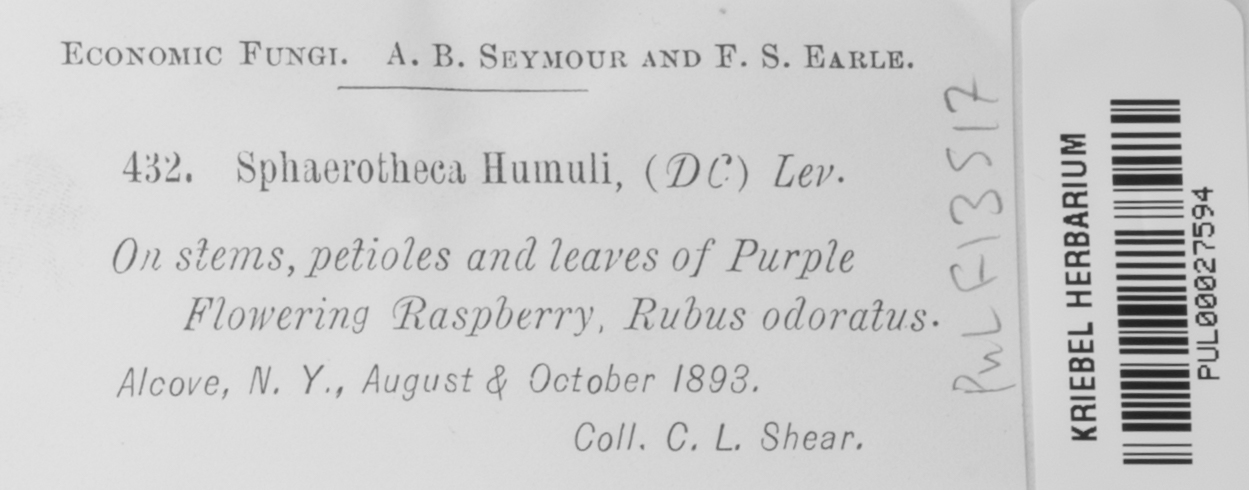 ECONOMIC FUNGI. A. B. SEYMOUR AND F. S. EARLE.
432. Sphaerotheca Humuli, (DC) Lev.
On stems, petioles and leaves of Purple
Flowering Raspberry, Rubus odoratus.
Alcove, N. Y., August & October 1893.
Coll. C. L. Shear.
PUL F13517
KRIEBEL HERBARIUM
PUL00027594